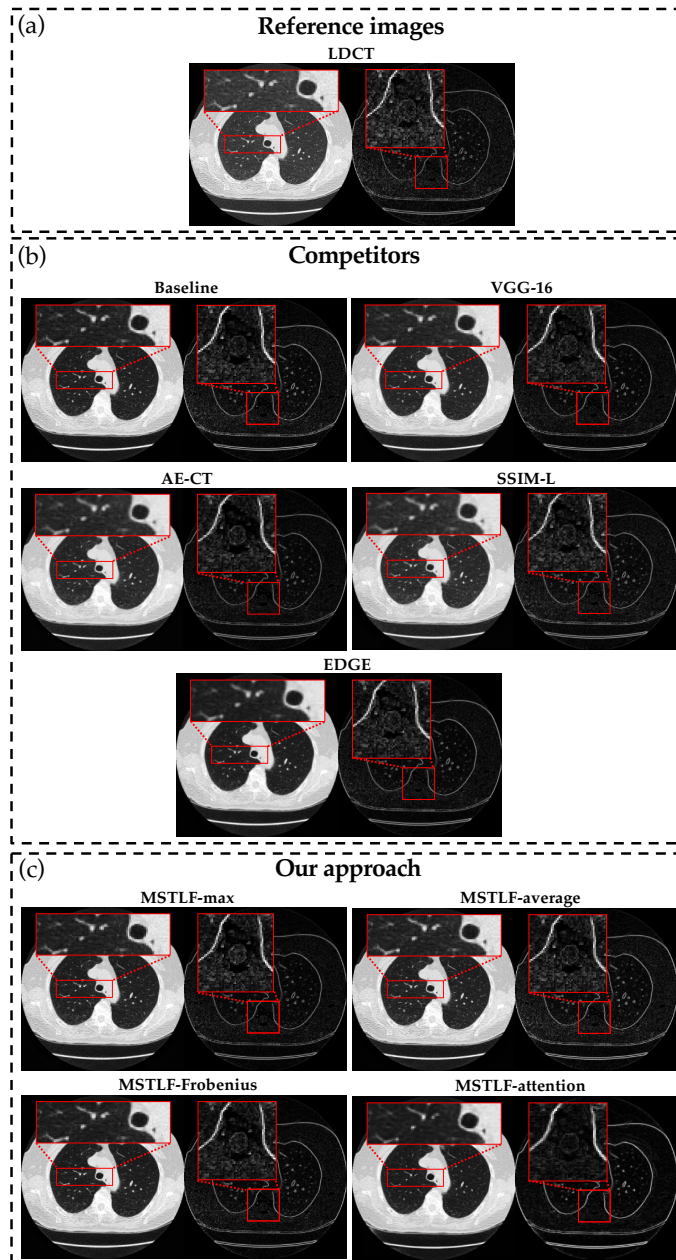 (a)
Reference images
LDCT
(b)
Competitors
Baseline
VGG-16
AE-CT
SSIM-L
EDGE
(c)
Our approach
MSTLF-max
MSTLF-average
MSTLF-Frobenius
MSTLF-attention